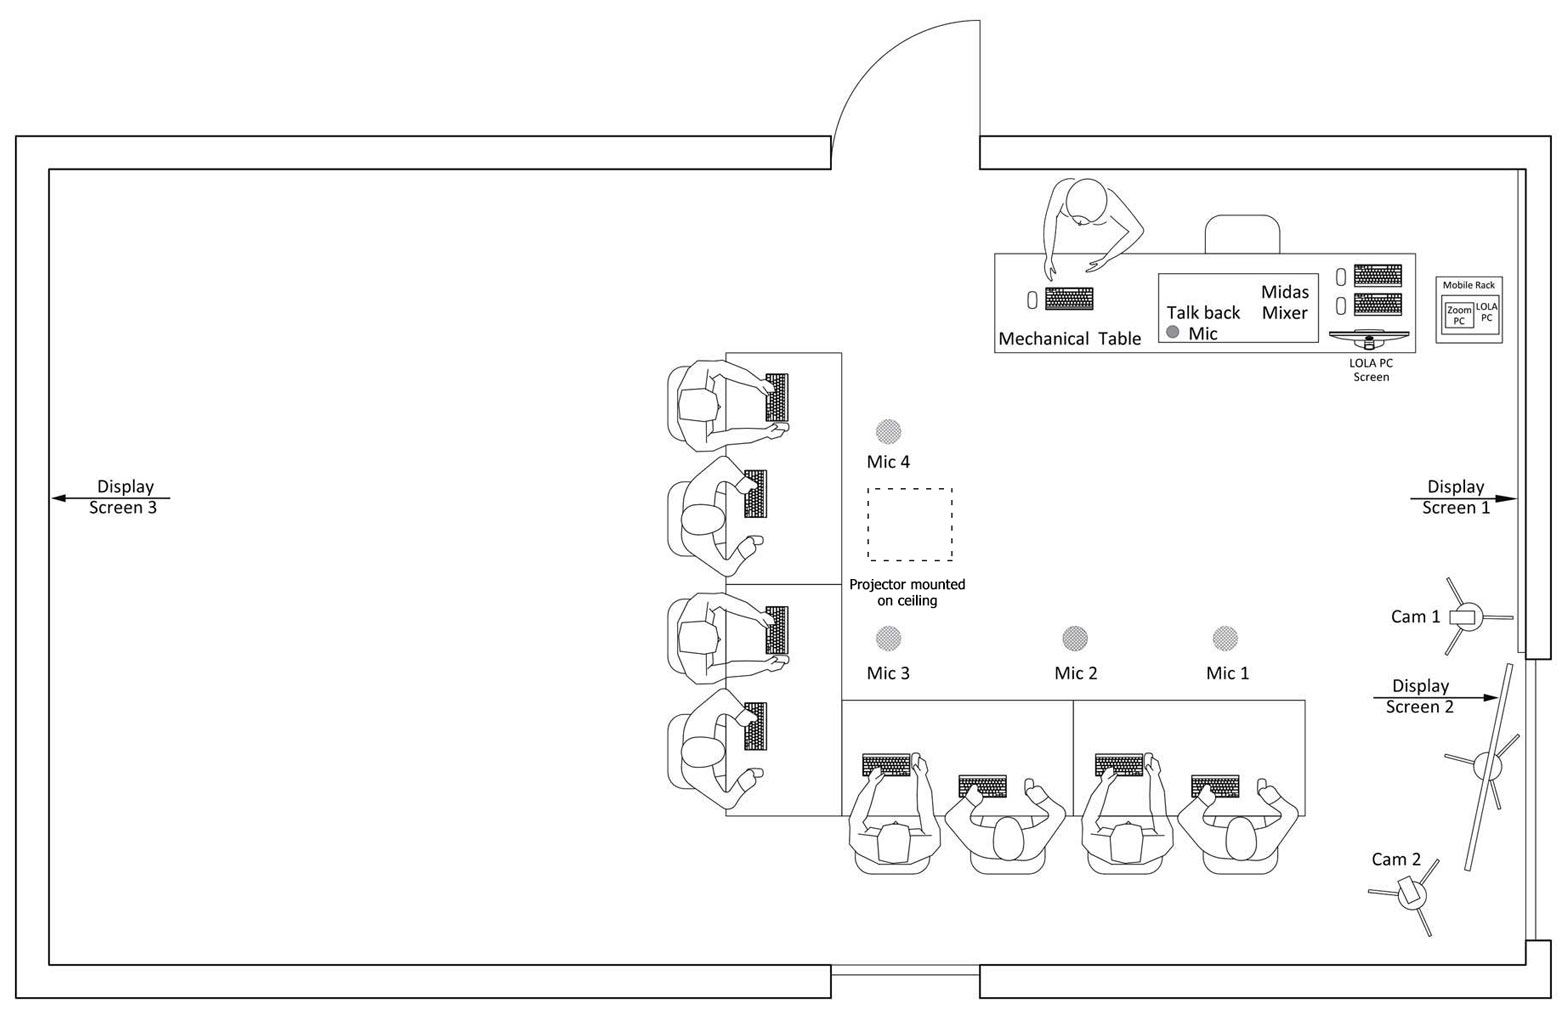 Mobile Rack
Zoom
PC
LOLA
PC
Midas
Talk back Mixer
Mic
Mechanical Table
LOLA PC
Screen
Mic 4
Display
Screen 3
Display
Screen 1
Projector mounted
on ceiling
Cam 1
Mic 3
Mic 2
Mic 1
Display
Screen 2
Cam 2